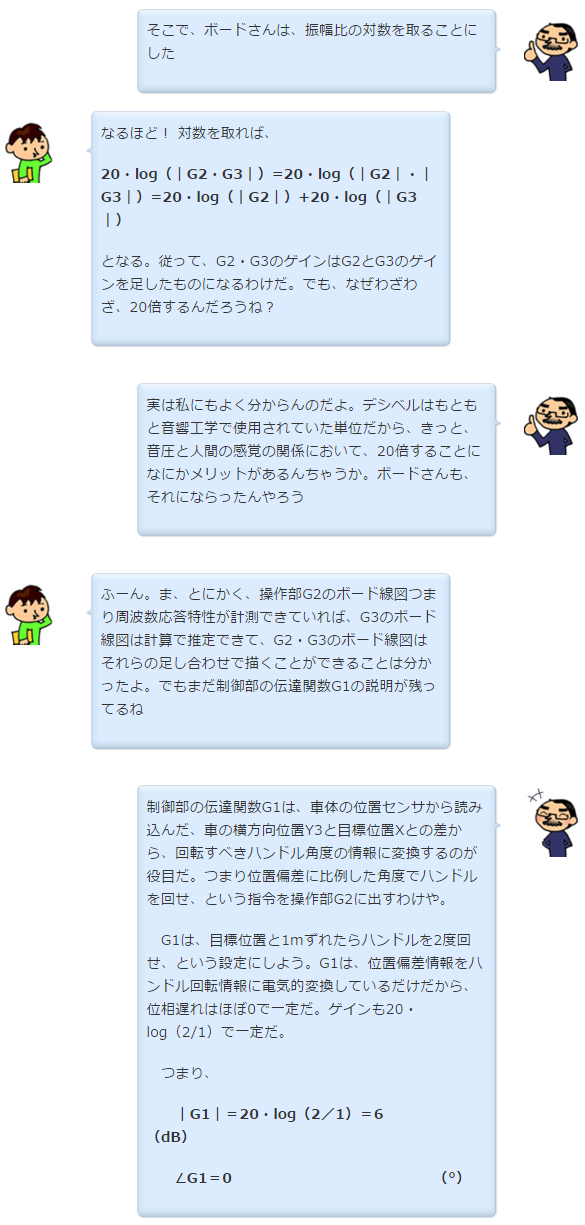 そこで、ボードさんは、振幅比の対数を取ることに
した
なるほど！ 対数を取れば、
20・log（｜G2・G3｜）=20・log（｜G2｜・｜
G3｜）=20・log（｜G2｜）+20・log（｜G3
｜）
となる。従って、G2・G3のゲインはG2とG3のゲイ
ンを足したものになるわけだ。でも、なぜわざわ
ざ、20倍するんだろうね？
実は私にもよく分からんのだよ。デシベルはもとも
と音響工学で使用されていた単位だから、きっと、
音圧と人間の感覚の関係において、20倍することに
なにかメリットがあるんちゃうか。ボードさんも、
それにならったんやろう
ふーん。ま、とにかく、操作部G2のボード線図つま
り周波数応答特性が計測できていれば、G3のボード
線図は計算で推定できて、G2・G3のボード線図は
それらの足し合わせで描くことができることは分か
ったよ。でもまだ制御部の伝達関数G1の説明が残っ
てるね
制御部の伝達関数G1は、車体の位置センサから読み
込んだ、車の横方向位置Y3と目標位置Xとの差か
ら、回転すべきハンドル角度の情報に変換するのが
役目だ。つまり位置偏差に比例した角度でハンドル
を回せ、という指令を操作部G2に出すわけや。
G1は、目標位置と1mずれたらハンドルを2度回
せ、という設定にしよう。G1は、位置偏差情報をハ
ンドル回転情報に電気的変換しているだけだから、
位相遅れはほぼ0で一定だ。ゲインも20・
log（2/1）で一定だ。
つまり、
｜G1｜＝20・log（2／1）＝6
（dB）
∠G1＝0 （°）